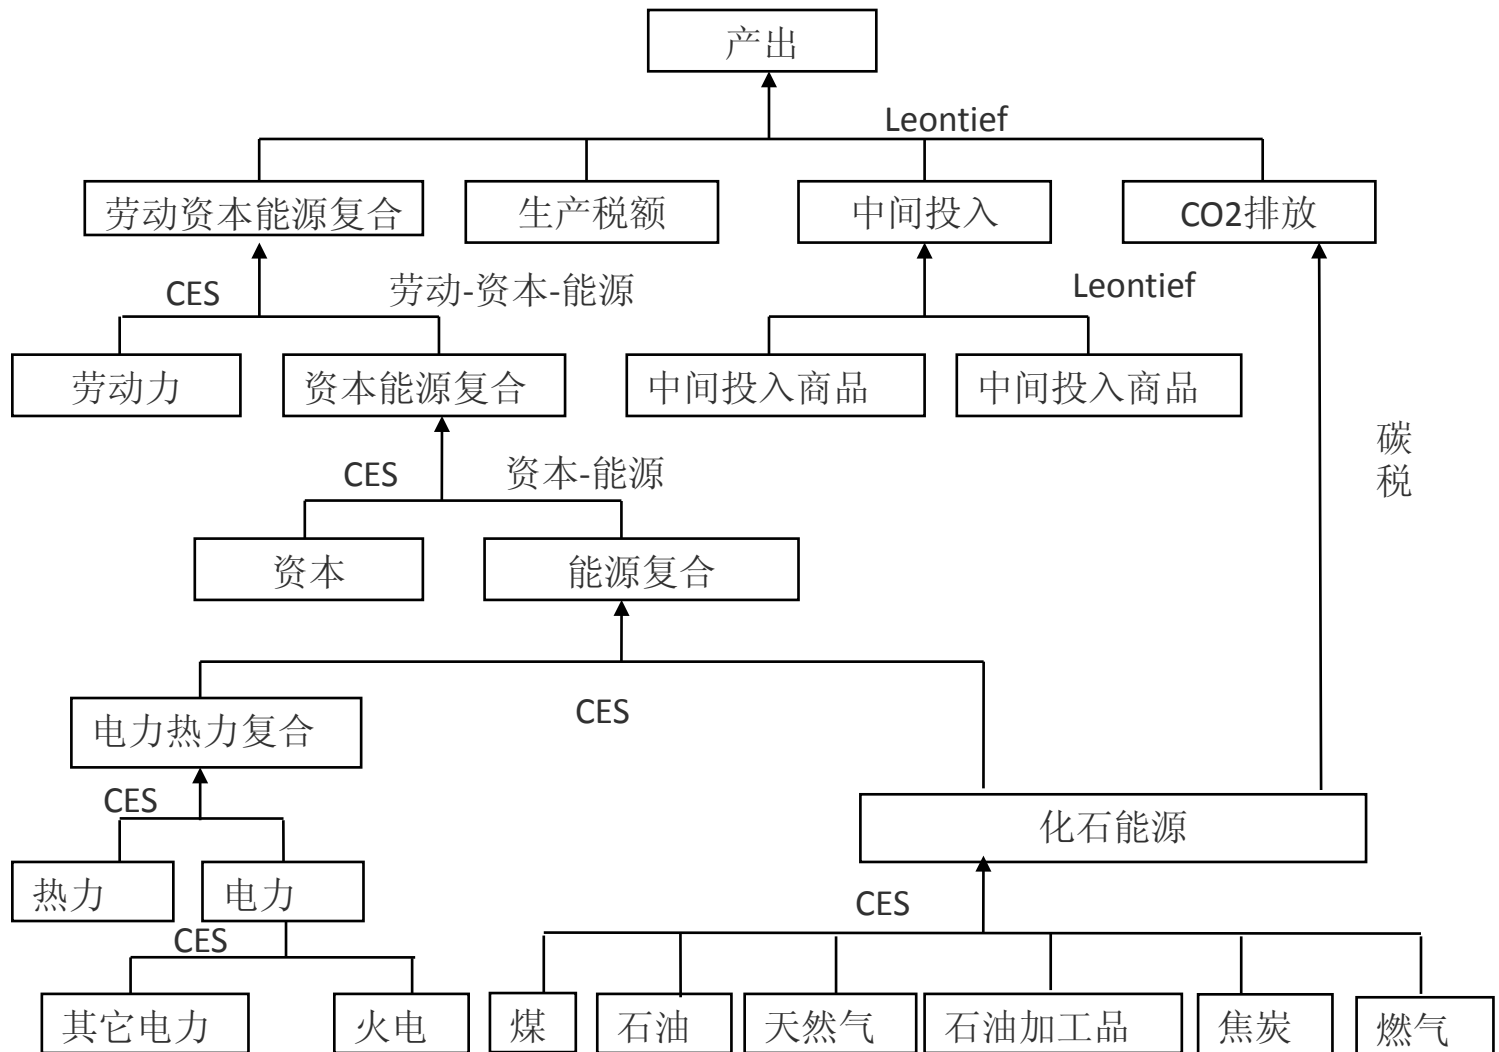 产出
Leontief
劳动资本能源复合
生产税额
中间投入
CO2排放
CES
劳动-资本-能源
Leontief
劳动力
资本能源复合
中间投入商品
中间投入商品
碳
税
CES
资本-能源
资本
能源复合
CES
电力热力复合
CES
化石能源
热力
电力
CES
CES
其它电力
火电
煤
石油
天然气
石油加工品
焦炭
燃气